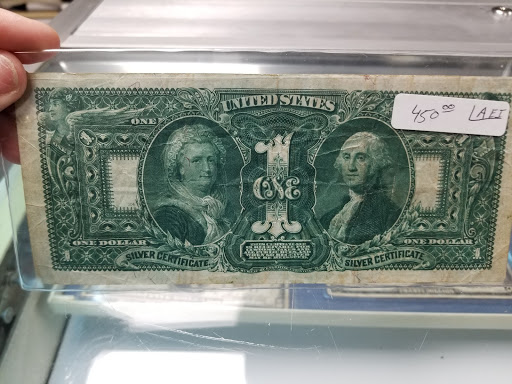 UNITED STATES
450.00 LAEI
ONE
1
ONE
ONE DOLLAR
ONE DOLLAR
1
1
SILVER CERTIFICATE
SILVER CERTIFICATE